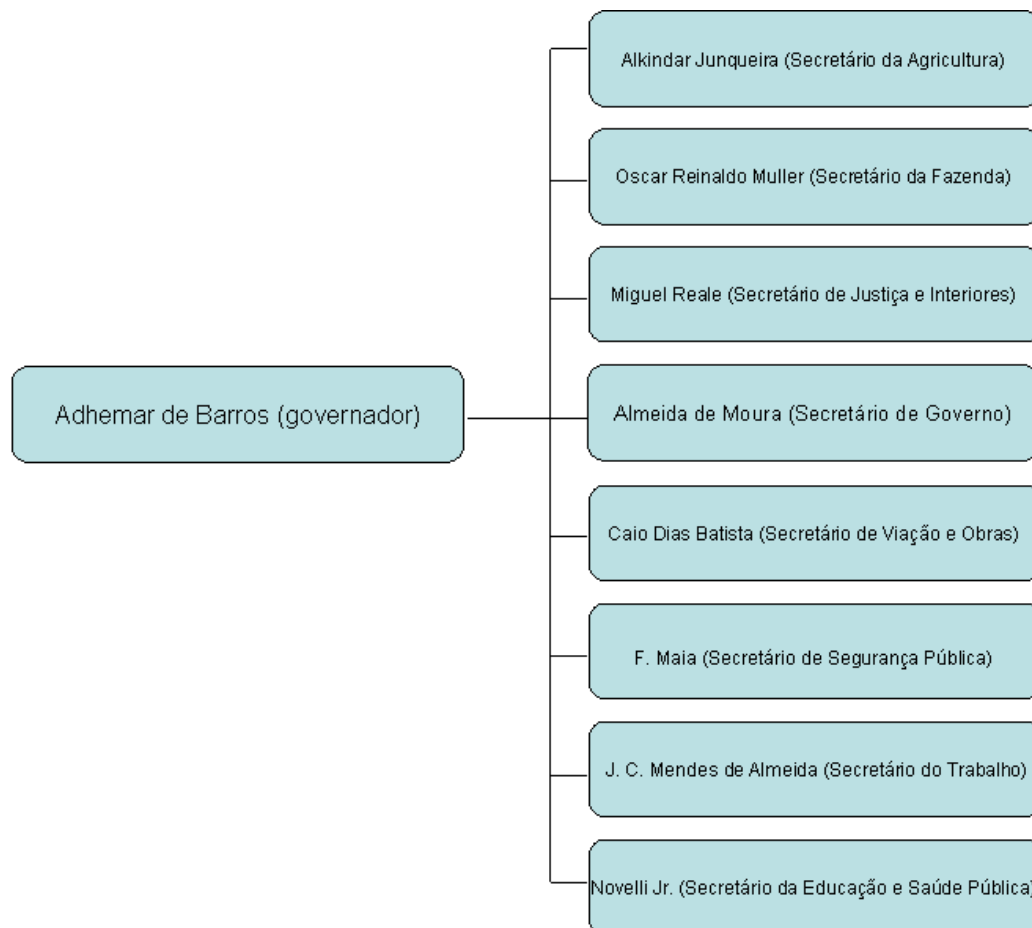 Alkindar Junqueira (Secretário da Agricultura)
Oscar Reinaldo Muller (Secretário da Fazenda)
Miguel Reale (Secretário de Justiça e Interiores)
Adhemar de Barros (governador)
Almeida de Moura (Secretário de Governo)
Caio Dias Batista (Secretário de Viação e Obras)
F. Maia (Secretário de Segurança Pública)
J. C. Mendes de Almeida (Secretário do Trabalho)
Novelli Jr. (Secretário da Educação e Saúde Pública)